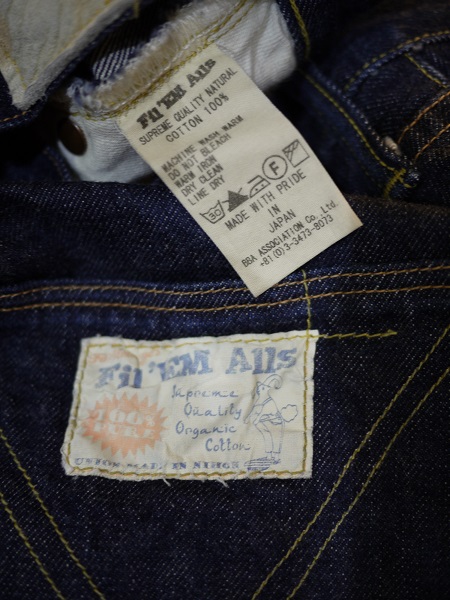 Fil'EM Alls
SUPREME QUALITY NATURAL
COTTON 100%
MACHINE WASH WARM
DO NOT BLEACH
WARM IRON
DRY CLEAN
LINE DRY
F
MADE WITH PRIDE
IN
JAPAN
BBA ASSOCIATION Co., Ltd.
+81(0)3-3473-8073
Fil'EM Alls
Supreme
Quality
Organic
Cotton
100%
UNION MADE IN NIHON